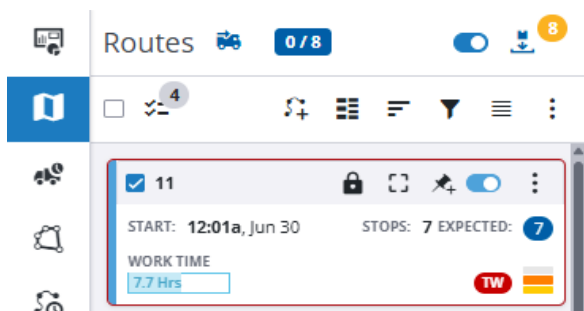 Routes 0/8 8
4
11
START: 12:01a, Jun 30 STOPS: 7 EXPECTED: 7
WORK TIME
7.7 Hrs TW